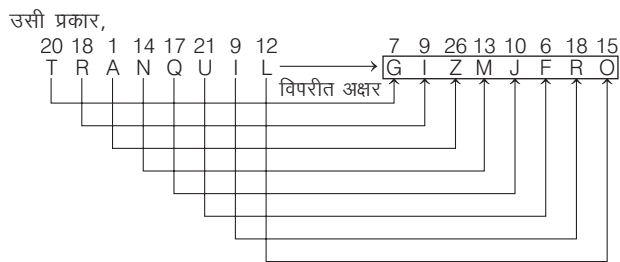 उसी प्रकार,
20 18 1 14 17 21 9 12 7 9 26 13 10 6 18 15
T R A N Q U I L G I Z M J F R O
विपरीत अक्षर